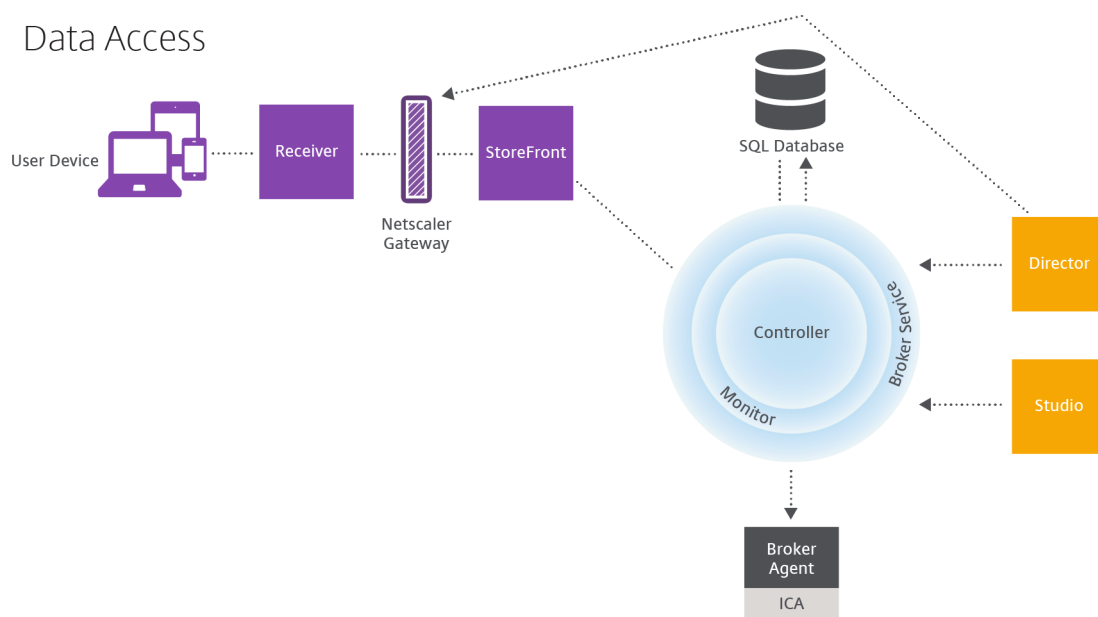 Data Access
User Device
Receiver
Netscaler
Gateway
StoreFront
SQL Database
Controller
Monitor
Broker Service
Director
Studio
Broker
Agent
ICA